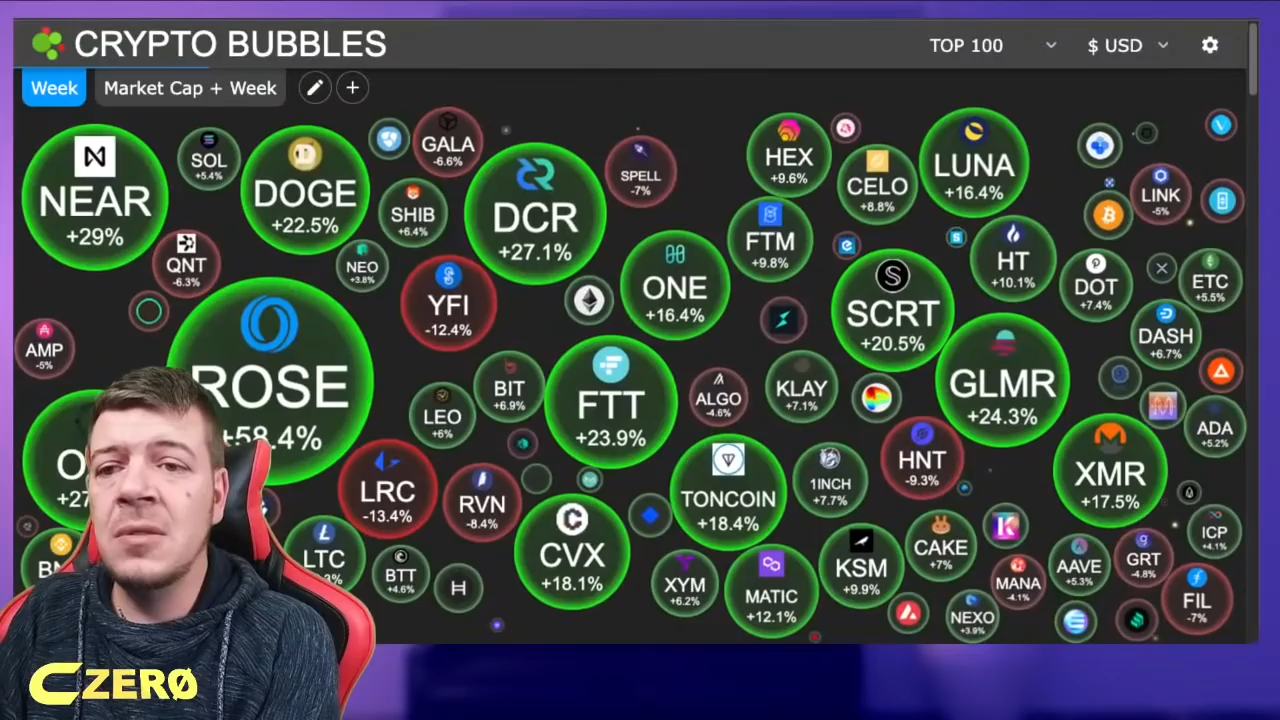 CRYPTO BUBBLES
TOP 100
$ USD
Week
Market Cap + Week
NEAR
+29%
SOL
+5.4%
DOGE
+22.5%
GALA
-6.6%
SHIB
+6.4%
DCR
+27.1%
SPELL
-7%
HEX
+9.6%
CELO
+8.8%
LUNA
+16.4%
LINK
-5%
QNT
-6.3%
NEO
+3.8%
YFI
-12.4%
ONE
+16.4%
FTM
+9.8%
HT
+10.1%
DOT
+7.4%
ETC
+5.5%
AMP
-5%
ROSE
+58.4%
SCRT
+20.5%
DASH
+6.7%
LEO
+6%
BIT
+6.9%
FTT
+23.9%
ALGO
-4.6%
KLAY
+7.1%
GLMR
+24.3%
ADA
+5.2%
LRC
-13.4%
RVN
-8.4%
TONCOIN
+18.4%
1INCH
+7.7%
HNT
-9.3%
XMR
+17.5%
LTC
BTT
+4.6%
CVX
+18.1%
XYM
+6.2%
MATIC
+12.1%
KSM
+9.9%
CAKE
+7%
MANA
-4.1%
NEXO
+3.9%
AAVE
+5.3%
GRT
-4.8%
ICP
+4.1%
FIL
-7%
CZERØ